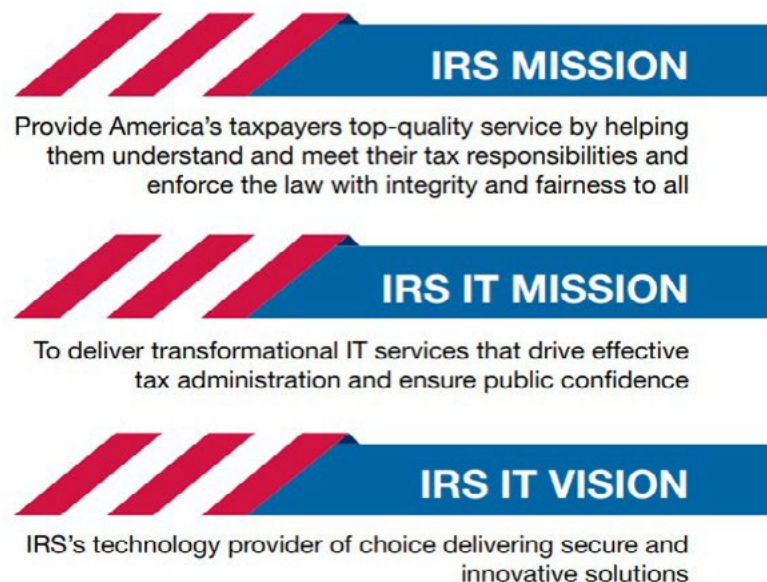 IRS MISSION
Provide America's taxpayers top-quality service by helping
them understand and meet their tax responsibilities and
enforce the law with integrity and fairness to all
IRS IT MISSION
To deliver transformational IT services that drive effective
tax administration and ensure public confidence
IRS IT VISION
IRS's technology provider of choice delivering secure and
innovative solutions